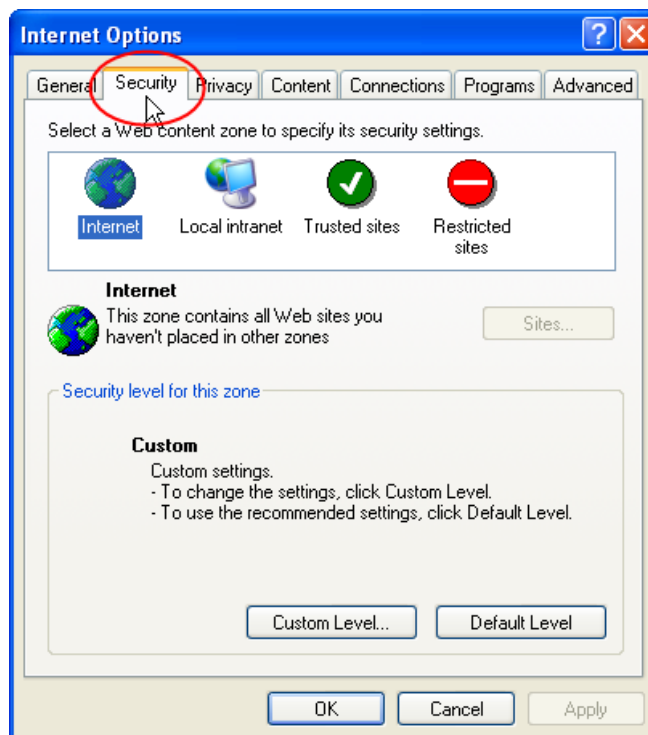 Internet Options
General Security Privacy Content Connections Programs Advanced
Select a Web content zone to specify its security settings.
Internet Local intranet Trusted sites Restricted sites
Internet
This zone contains all Web sites you
haven't placed in other zones
Sites...
Security level for this zone
Custom
Custom settings.
- To change the settings, click Custom Level.
- To use the recommended settings, click Default Level.
Custom Level... Default Level
OK Cancel Apply